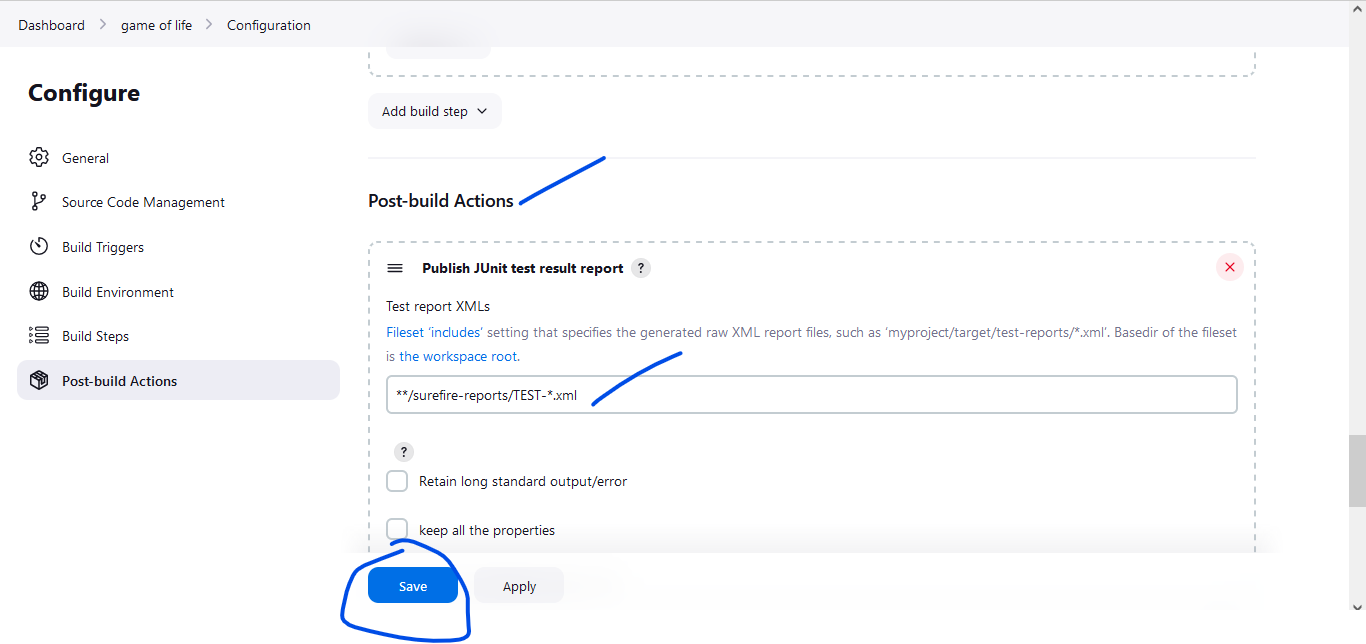 Dashboard > game of life > Configuration
Configure
General
Source Code Management
Build Triggers
Build Environment
Build Steps
Post-build Actions
Add build step
Post-build Actions
Publish JUnit test result report ?
Test report XMLs
Fileset 'includes' setting that specifies the generated raw XML report files, such as 'myproject/target/test-reports/*.xml'. Basedir of the fileset
is the workspace root.
**/surefire-reports/TEST-*.xml
?
Retain long standard output/error
keep all the properties
Save
Apply